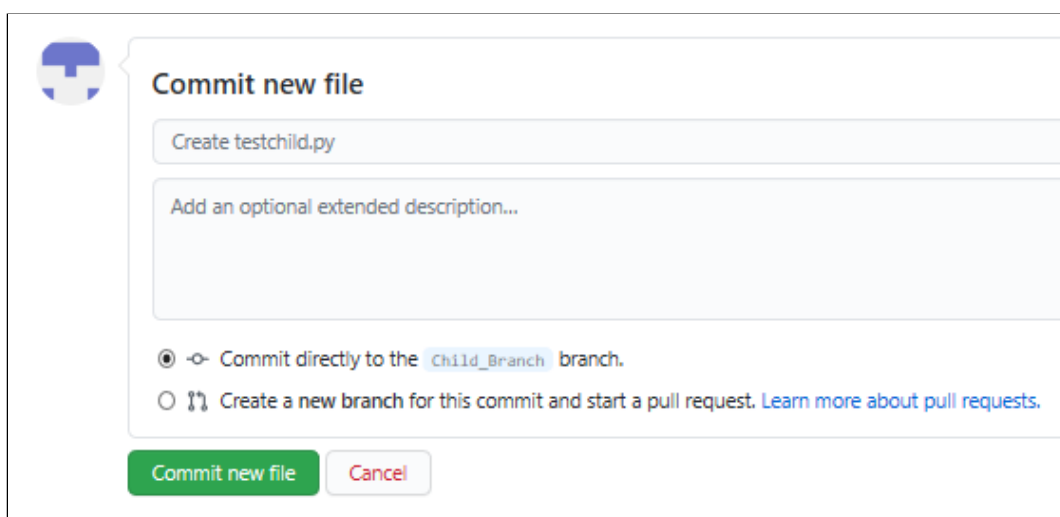 Commit new file
Create testchild.py
Add an optional extended description...
Commit directly to the Child_Branch branch.
Create a new branch for this commit and start a pull request. Learn more about pull requests.
Commit new file Cancel